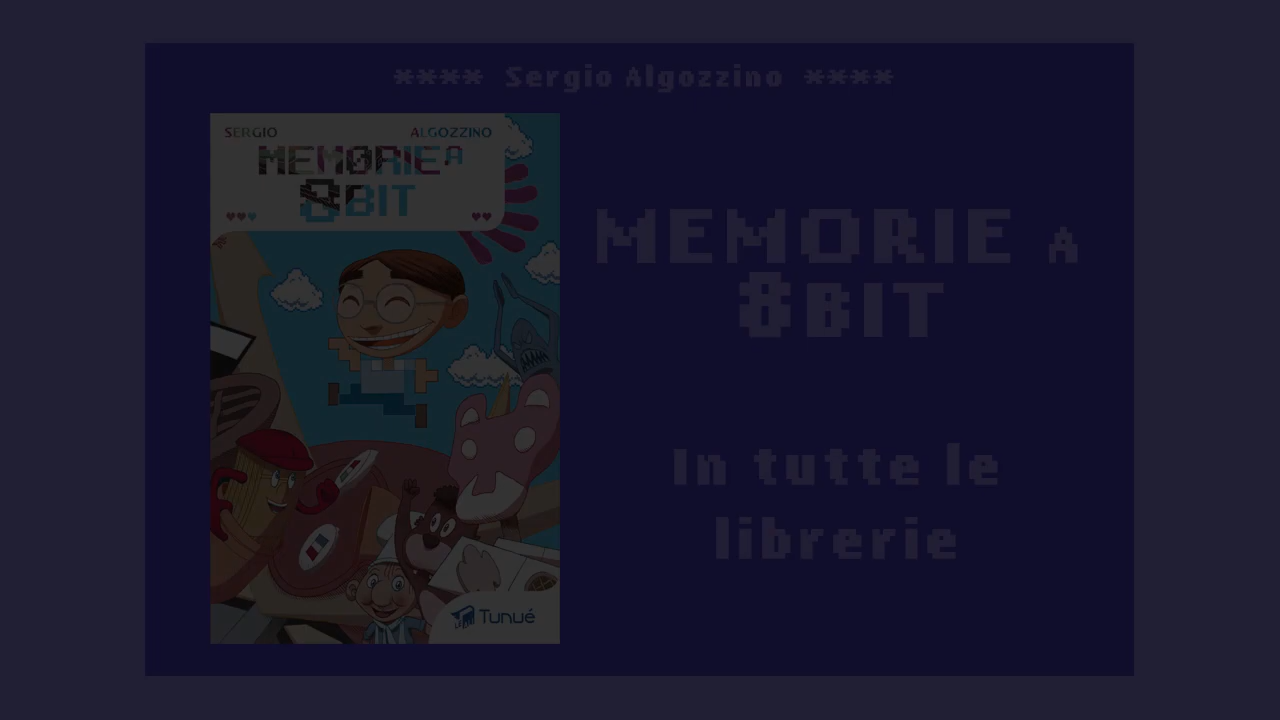 **** Sergio Algozzino ****
SERGIO ALGOZZINO
MEMORIE A
8BIT
MEMORIE A
8BIT
In tutte le
librerie
Tunué